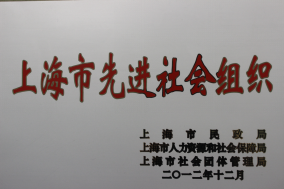 上海市先进社会组织
上海市民政局
上海市人力资源和社会保障局
上海市社会团体管理局
二〇一二年十二月